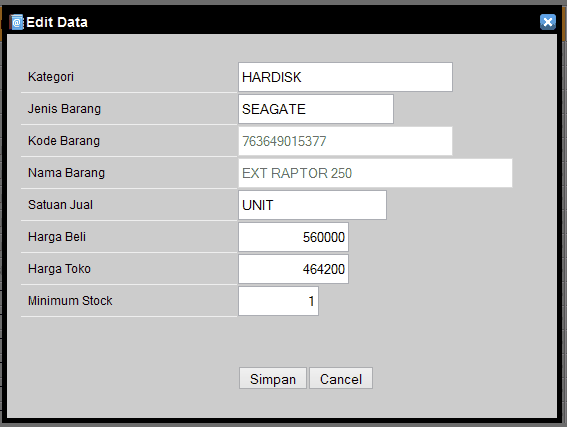 Edit Data
Kategori HARDISK
Jenis Barang SEAGATE
Kode Barang 763649015377
Nama Barang EXT RAPTOR 250
Satuan Jual UNIT
Harga Beli 560000
Harga Toko 464200
Minimum Stock 1
Simpan Cancel